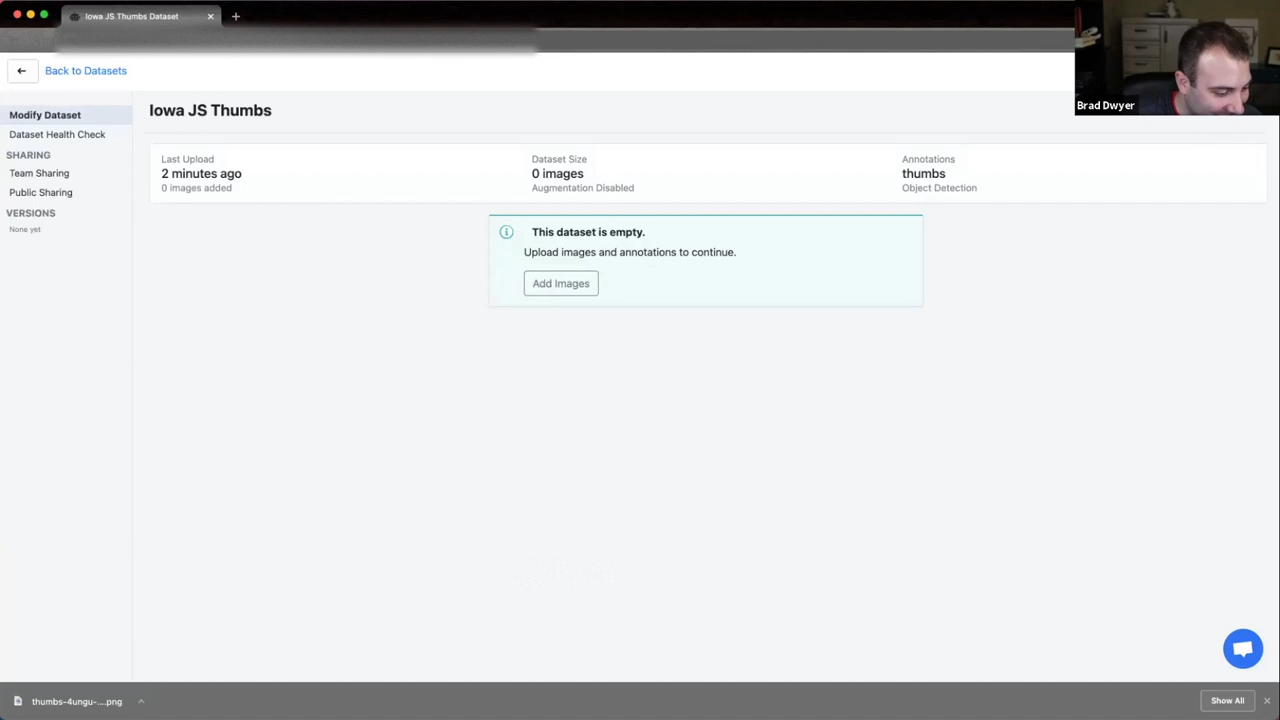 Iowa JS Thumbs Dataset
Back to Datasets
Brad Dwyer
Modify Dataset
Dataset Health Check
SHARING
Team Sharing
Public Sharing
VERSIONS
None yet
Iowa JS Thumbs
Last Upload
2 minutes ago
0 images added
Dataset Size
0 images
Augmentation Disabled
Annotations
thumbs
Object Detection
This dataset is empty.
Upload images and annotations to continue.
Add Images
thumbs-4ungu-....png
Show All